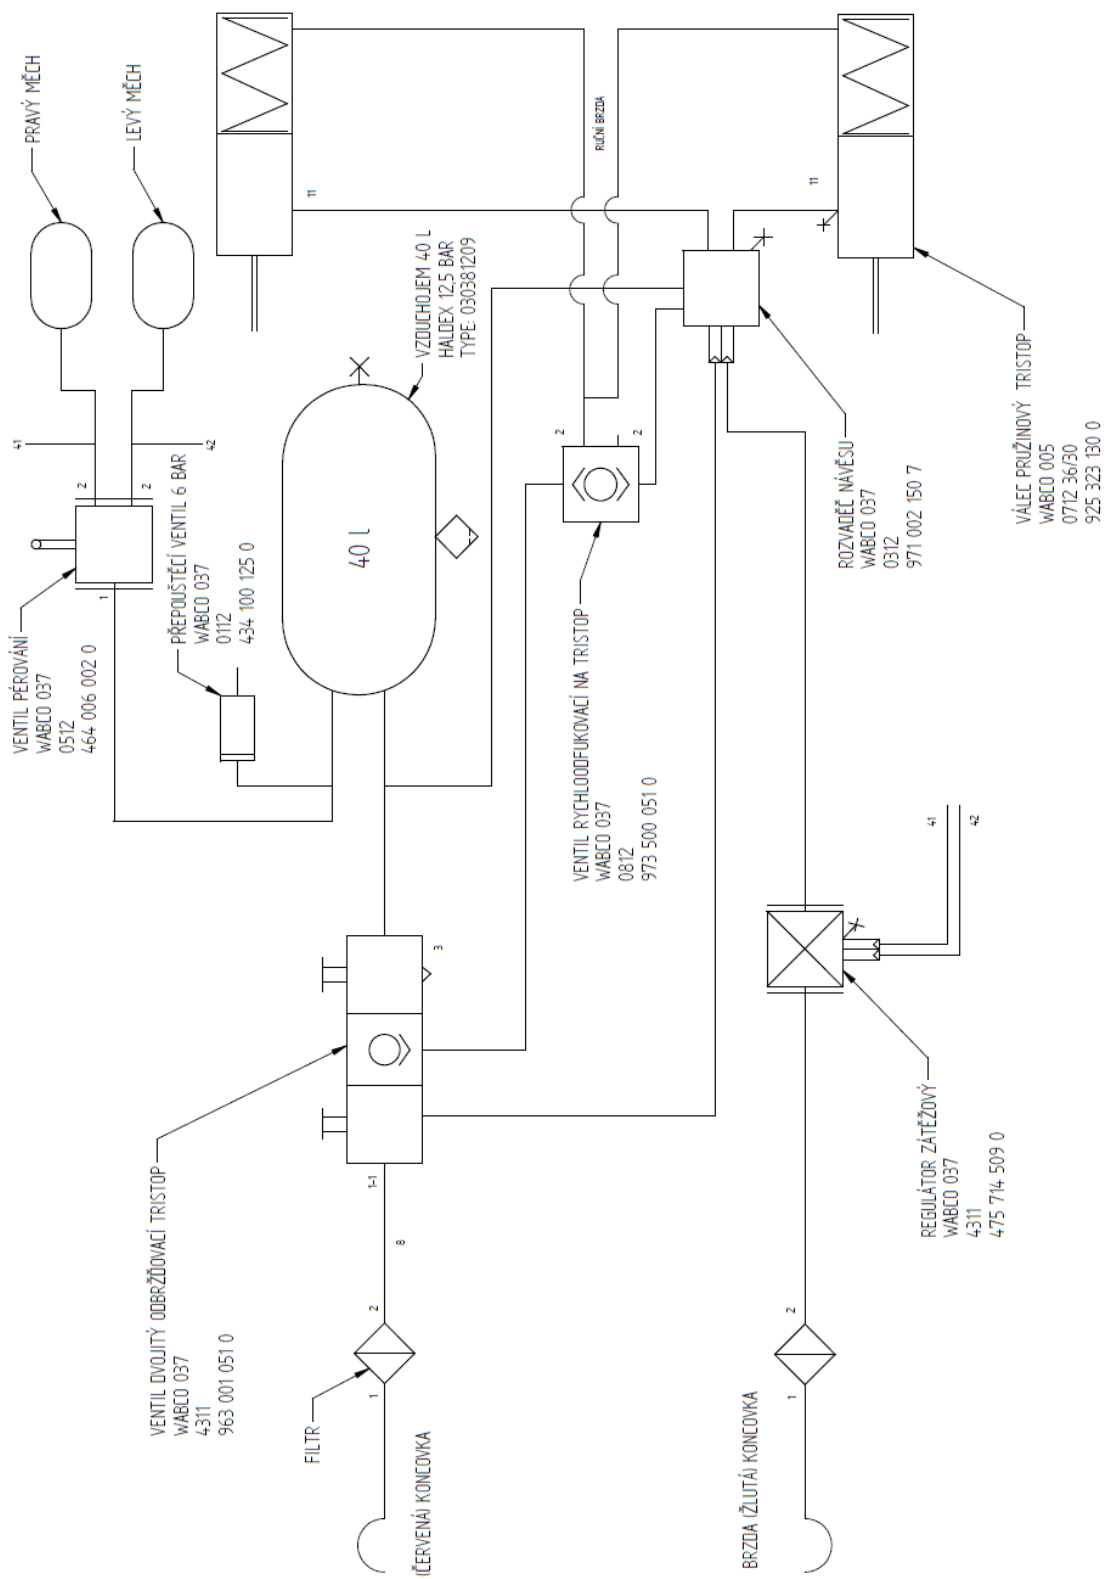 PRAVÝ MĚCH
LEVÝ MĚCH
41
42
2
2
1
VENTIL PÉROVÁNÍ
WABCO 037
0512
464 006 002 0
PŘEPOUŠTĚCÍ VENTIL 6 BAR
WABCO 037
0112
434 100 125 0
40 L
VZDUCHOJEM 40 L
HALDEX 12,5 BAR
TYPE: 030381209
11
RUČNÍ BRZDA
11
2
2
VENTIL RYCHLOODFUKOVACÍ NA TRISTOP
WABCO 037
0812
973 500 051 0
ROZVADĚČ NÁVĚSU
WABCO 037
0312
971 002 150 7
VÁLEC PRUŽINOVÝ TRISTOP
WABCO 005
0712 36/30
925 323 130 0
VENTIL DVOJITÝ ODBRŽĎOVACÍ TRISTOP
WABCO 037
4311
963 001 051 0
3
1-1
8
2
1
FILTR
(ČERVENÁ) KONCOVKA
41
42
REGULÁTOR ZÁTĚŽOVÝ
WABCO 037
4311
475 714 509 0
2
1
BRZDA (ŽLUTÁ) KONCOVKA